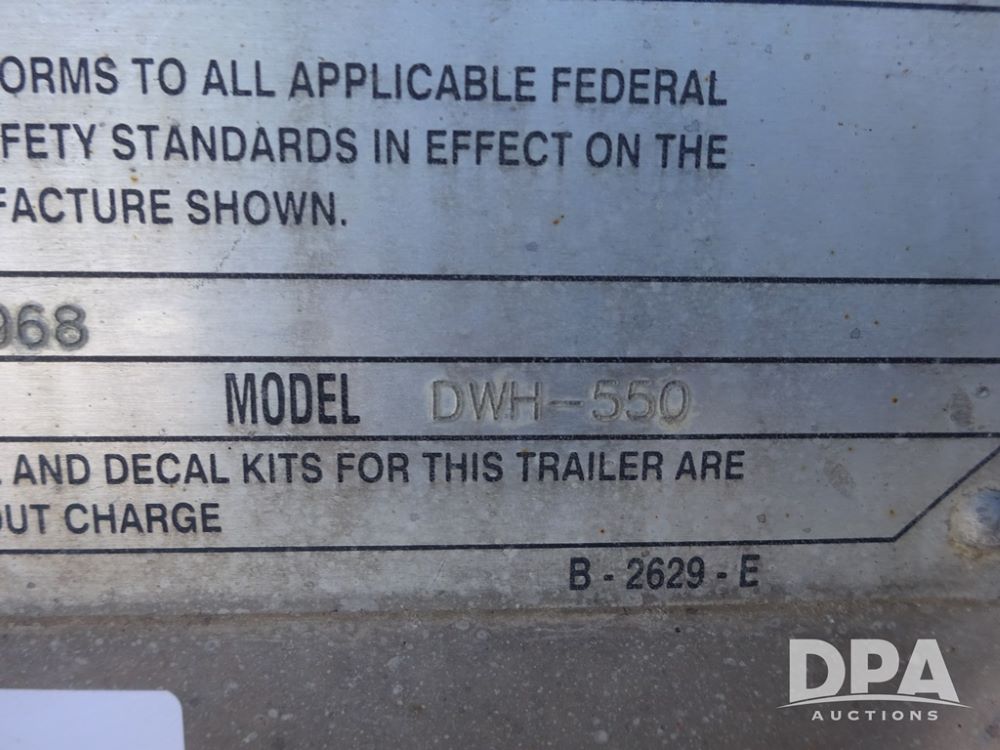 ORMS TO ALL APPLICABLE FEDERAL
FETY STANDARDS IN EFFECT ON THE
FACTURE SHOWN.
968
MODEL DWH-550
AND DECAL KITS FOR THIS TRAILER ARE
OUT CHARGE
B - 2629 - E
DPA
AUCTIONS